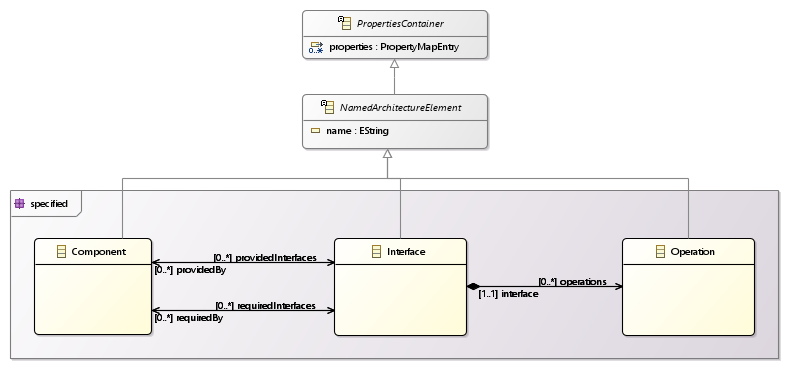 PropertiesContainer
0..*
properties : PropertyMapEntry
NamedArchitectureElement
name : EString
specified
Component
Interface
Operation
[0..*] providedInterfaces
[0..*] providedBy
[0..*] requiredInterfaces
[0..*] requiredBy
[0..*] operations
[1..1] interface